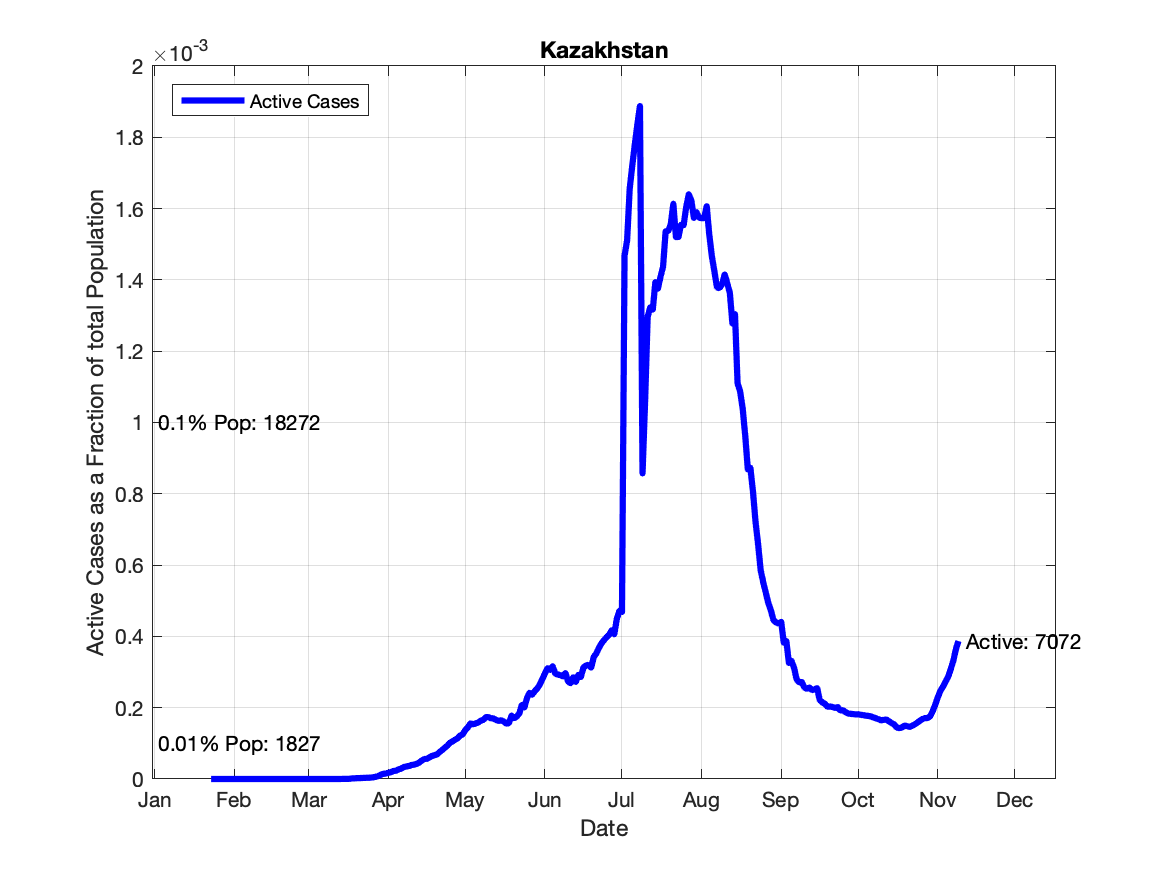 Kazakhstan
×10-3
Active Cases
2
1.8
1.6
1.4
1.2
1
0.8
0.6
0.4
0.2
0
Active Cases as a Fraction of total Population
0.1% Pop: 18272
0.01% Pop: 1827
Active: 7072
Jan Feb Mar Apr May Jun Jul Aug Sep Oct Nov Dec
Date